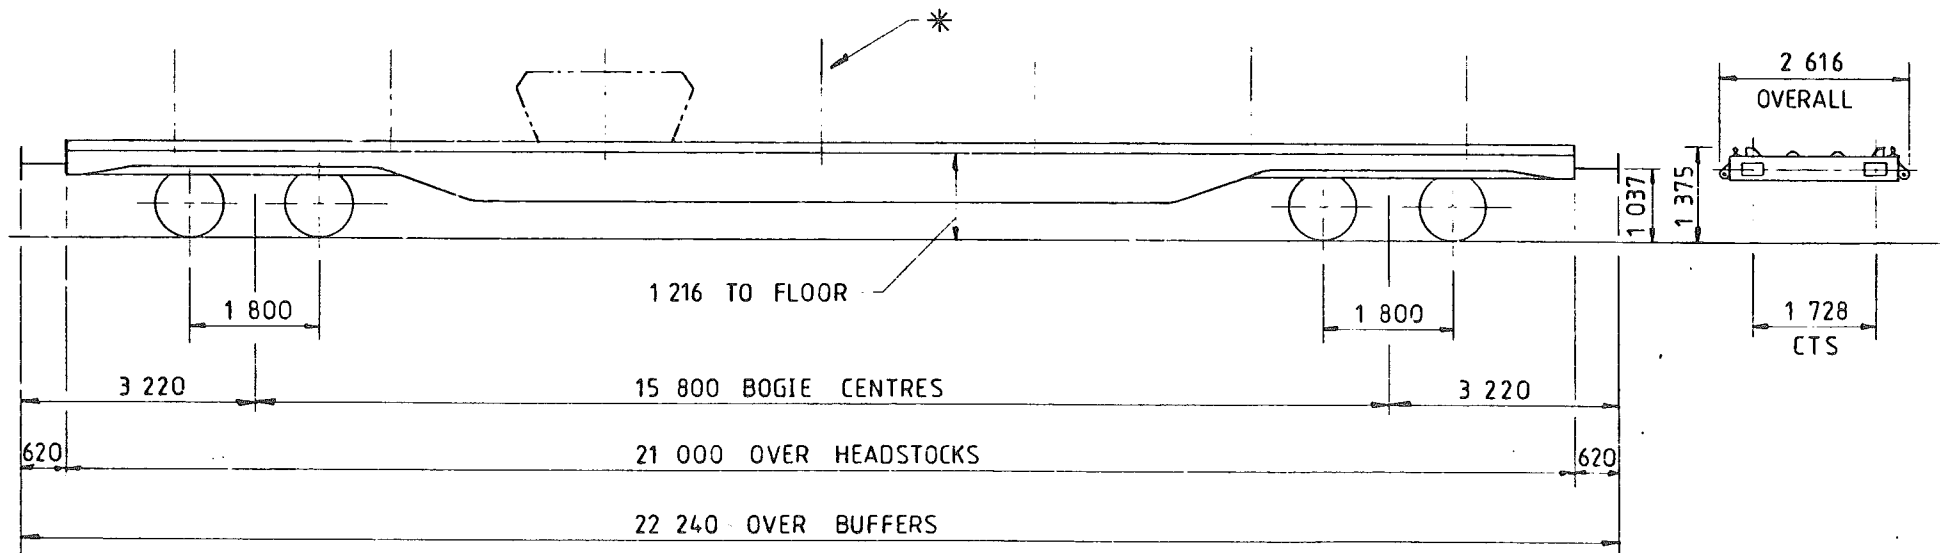 *
2 616
OVERALL
1 037
1 375
1 216 TO FLOOR
1 800
1 800
1 728
CTS
3 220
15 800 BOGIE CENTRES
3 220
620
21 000 OVER HEADSTOCKS
620
22 240 OVER BUFFERS